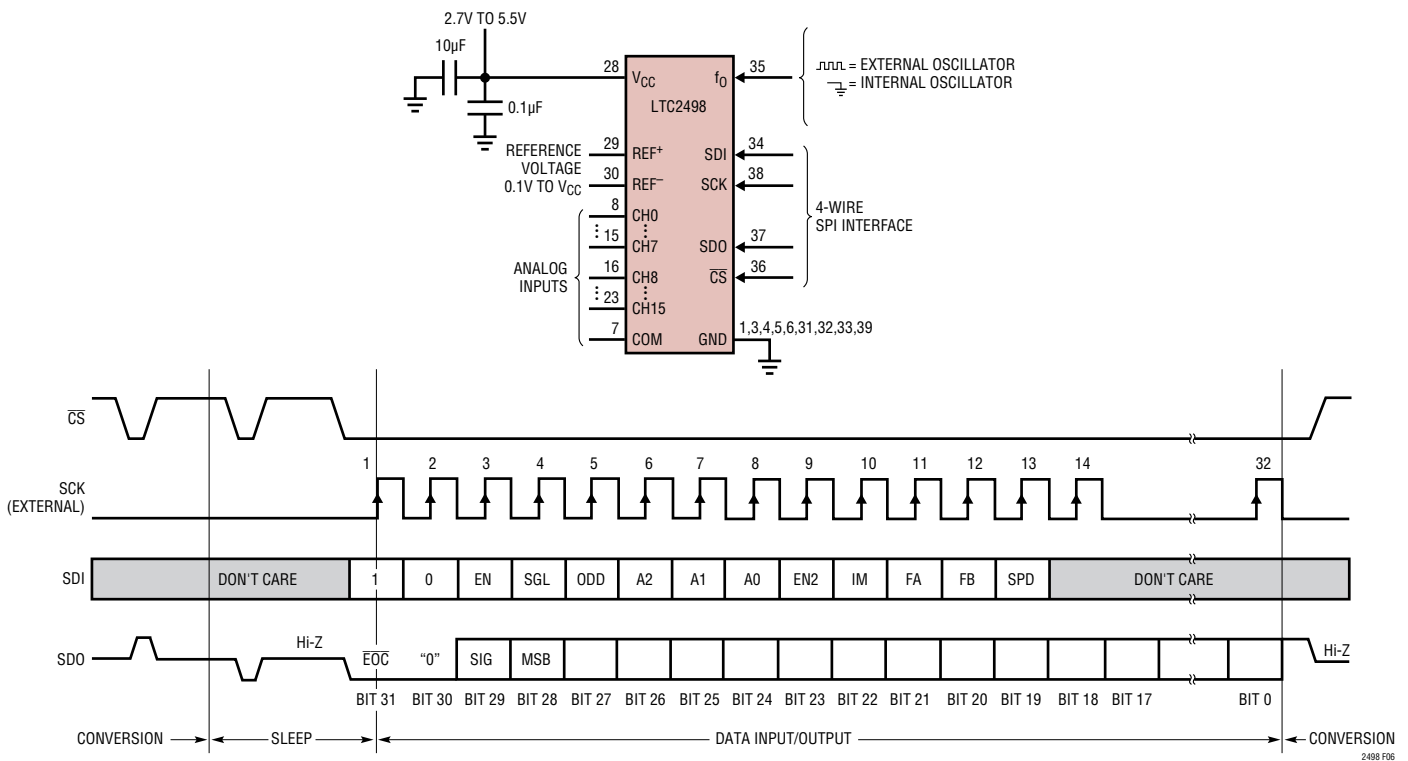 2.7V TO 5.5V
10µF
0.1µF
28
VCC
fO
35
= EXTERNAL OSCILLATOR
= INTERNAL OSCILLATOR
LTC2498
REFERENCE
VOLTAGE
0.1V TO VCC
29
REF+
30
REF–
SDI
34
SCK
38
4-WIRE
SPI INTERFACE
ANALOG
INPUTS
8
CH0
15
CH7
16
CH8
23
CH15
7
COM
SDO
37
CS
36
GND
1,3,4,5,6,31,32,33,39
CS
1 2 3 4 5 6 7 8 9 10 11 12 13 14 32
SCK
(EXTERNAL)
SDI
DON'T CARE 1 0 EN SGL ODD A2 A1 A0 EN2 IM FA FB SPD DON'T CARE
SDO
Hi-Z EOC “0” SIG MSB Hi-Z
BIT 31 BIT 30 BIT 29 BIT 28 BIT 27 BIT 26 BIT 25 BIT 24 BIT 23 BIT 22 BIT 21 BIT 20 BIT 19 BIT 18 BIT 17 BIT 0
CONVERSION SLEEP DATA INPUT/OUTPUT CONVERSION
2498 F06